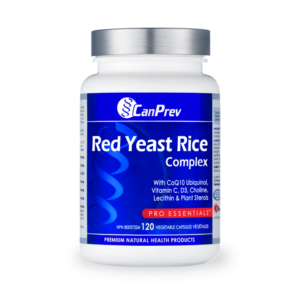 CanPrev
Red Yeast Rice
Complex
With CoQ10 Ubiquinol,
Vitamin C, D3, Choline,
Lecithin & Plant Sterols
PRO ESSENTIALS
120 VEGETABLE CAPSULES VÉGÉTALES
PREMIUM NATURAL HEALTH PRODUCTS